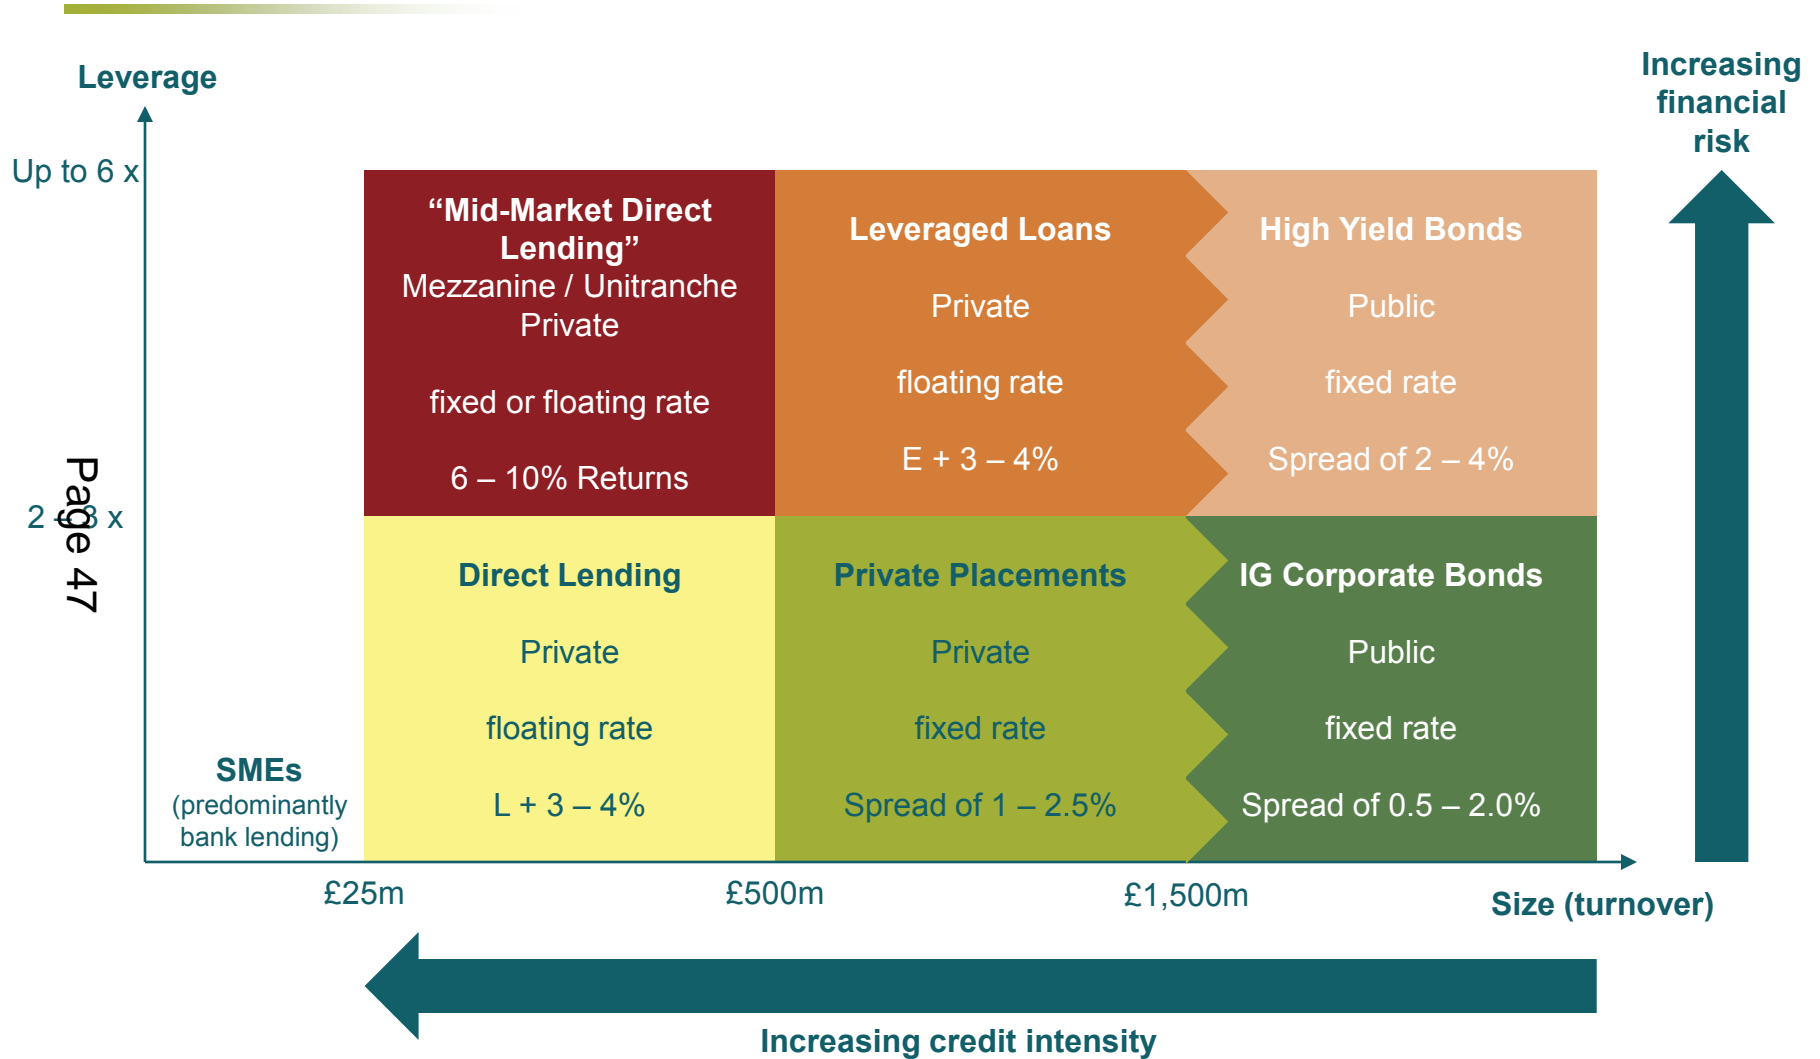 Leverage
Increasing
financial
risk
Up to 6 x
“Mid-Market Direct
Lending”
Mezzanine / Unitranche
Private
fixed or floating rate
6 – 10% Returns
Leveraged Loans
Private
floating rate
E + 3 – 4%
High Yield Bonds
Public
fixed rate
Spread of 2 – 4%
2 – 3 x
Page 47
Direct Lending
Private
floating rate
L + 3 – 4%
Private Placements
Private
fixed rate
Spread of 1 – 2.5%
IG Corporate Bonds
Public
fixed rate
Spread of 0.5 – 2.0%
SMEs
(predominantly
bank lending)
£25m
£500m
£1,500m
Size (turnover)
Increasing credit intensity